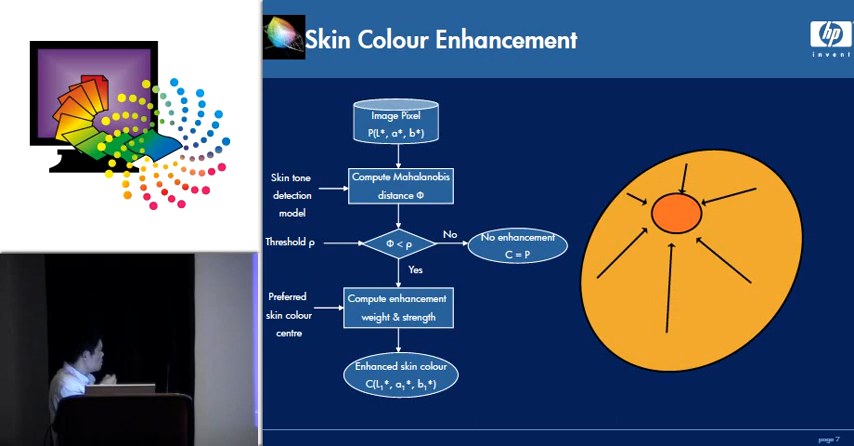 Skin Colour Enhancement
hp
invent
Image Pixel
P(L*, a*, b*)
Skin tone
detection
model
Compute Mahalanobis
distance Φ
Threshold ρ
Φ < ρ
No
No enhancement
C = P
Yes
Preferred
skin colour
centre
Compute enhancement
weight & strength
Enhanced skin colour
C(L₁*, a₁*, b₁*)
page 7